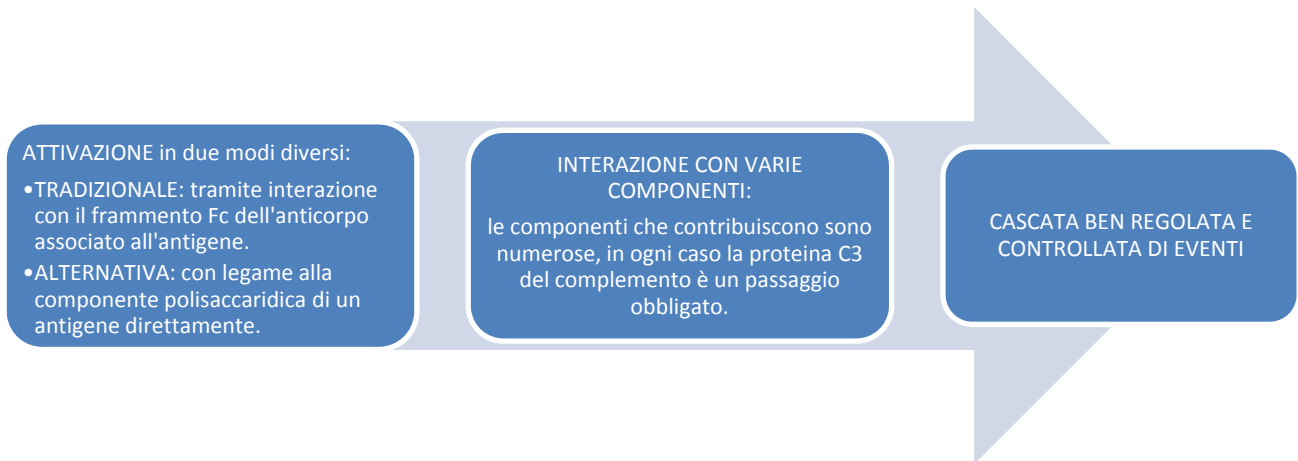 ATTIVAZIONE in due modi diversi:
•TRADIZIONALE: tramite interazione
con il frammento Fc dell'anticorpo
associato all'antigene.
•ALTERNATIVA: con legame alla
componente polisaccaridica di un
antigene direttamente.
INTERAZIONE CON VARIE
COMPONENTI:
le componenti che contribuiscono sono
numerose, in ogni caso la proteina C3
del complemento è un passaggio
obbligato.
CASCATA BEN REGOLATA E
CONTROLLATA DI EVENTI